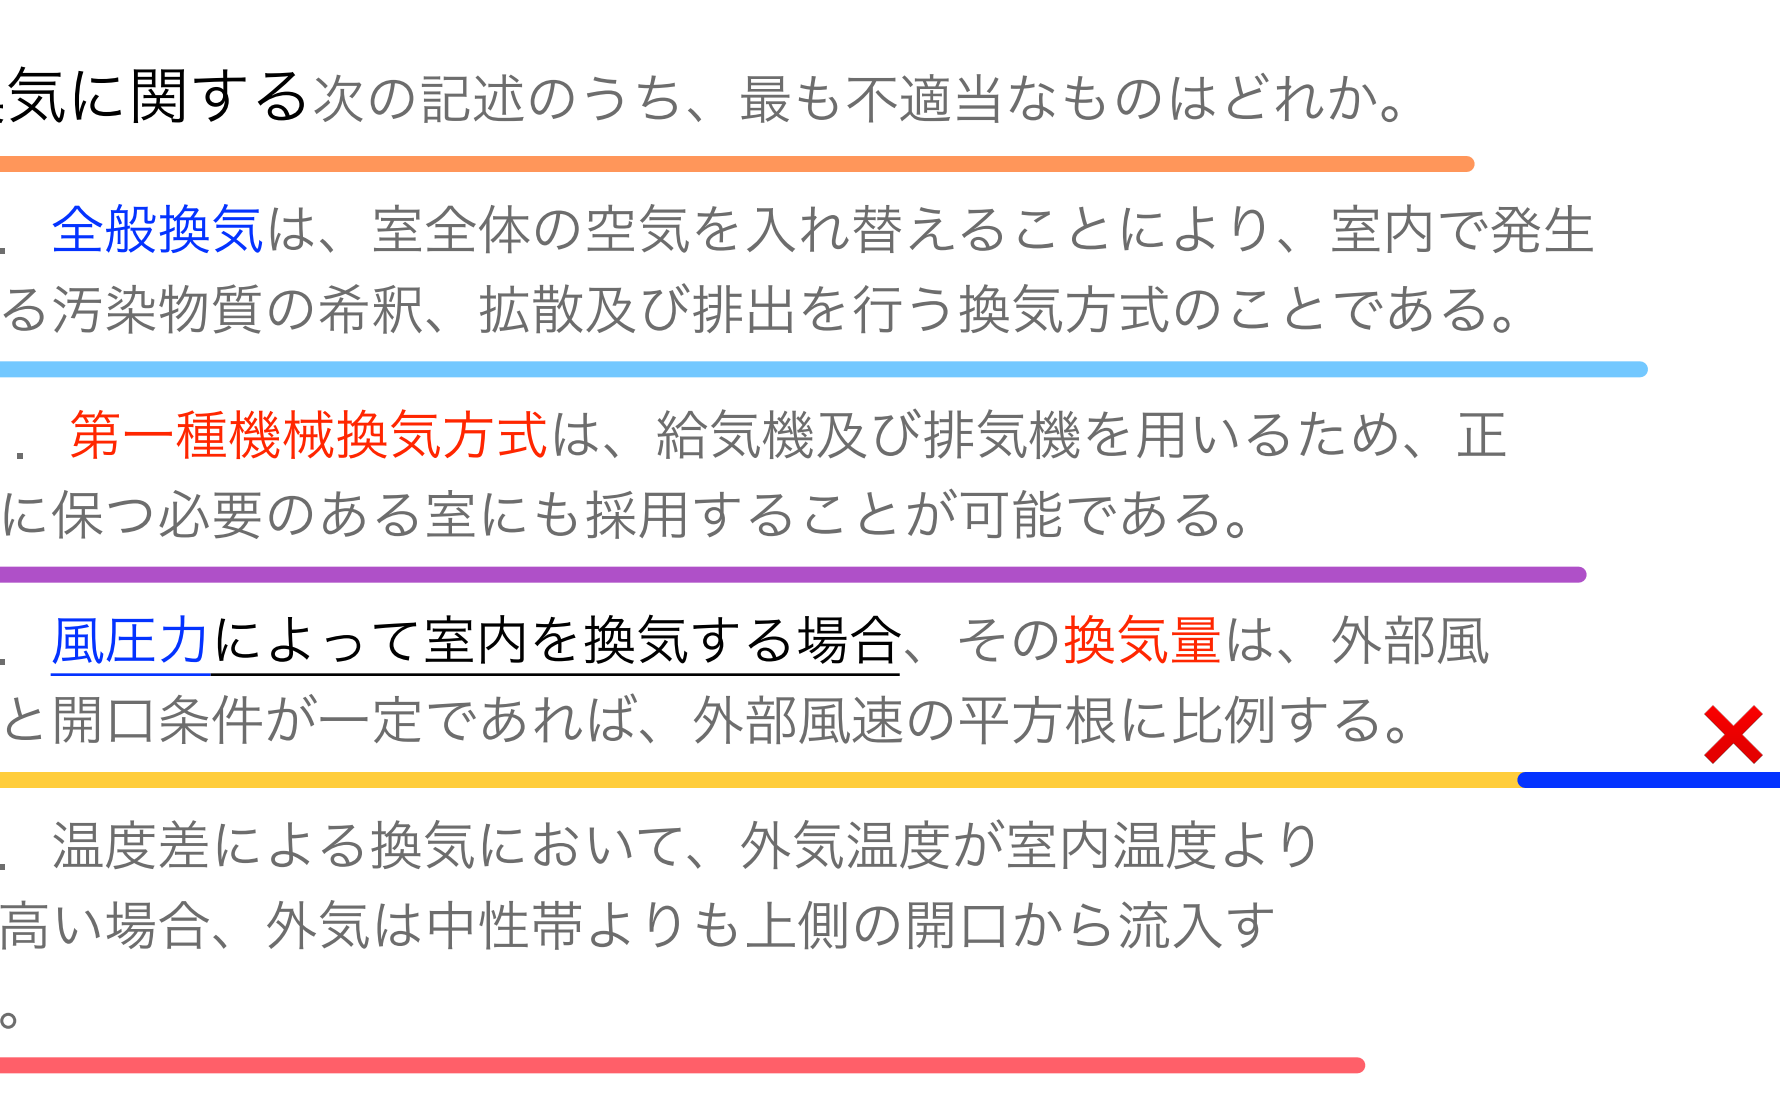 気に関する次の記述のうち、最も不適当なものはどれか。
. 全般換気は、室全体の空気を入れ替えることにより、室内で発生
る汚染物質の希釈、拡散及び排出を行う換気方式のことである。
. 第一種機械換気方式は、給気機及び排気機を用いるため、正
に保つ必要のある室にも採用することが可能である。
. 風圧力によって室内を換気する場合、その換気量は、外部風
と開口条件が一定であれば、外部風速の平方根に比例する。
. 温度差による換気において、外気温度が室内温度より
高い場合、外気は中性帯よりも上側の開口から流入す
。